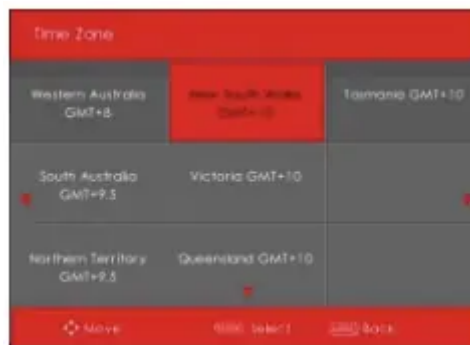 Time Zone
Western Australia
GMT+8
New South Wales
GMT+10
Tasmania GMT+10
South Australia
GMT+9.5
Victoria GMT+10
Northern Territory
GMT+9.5
Queensland GMT+10
Move
Select
Back